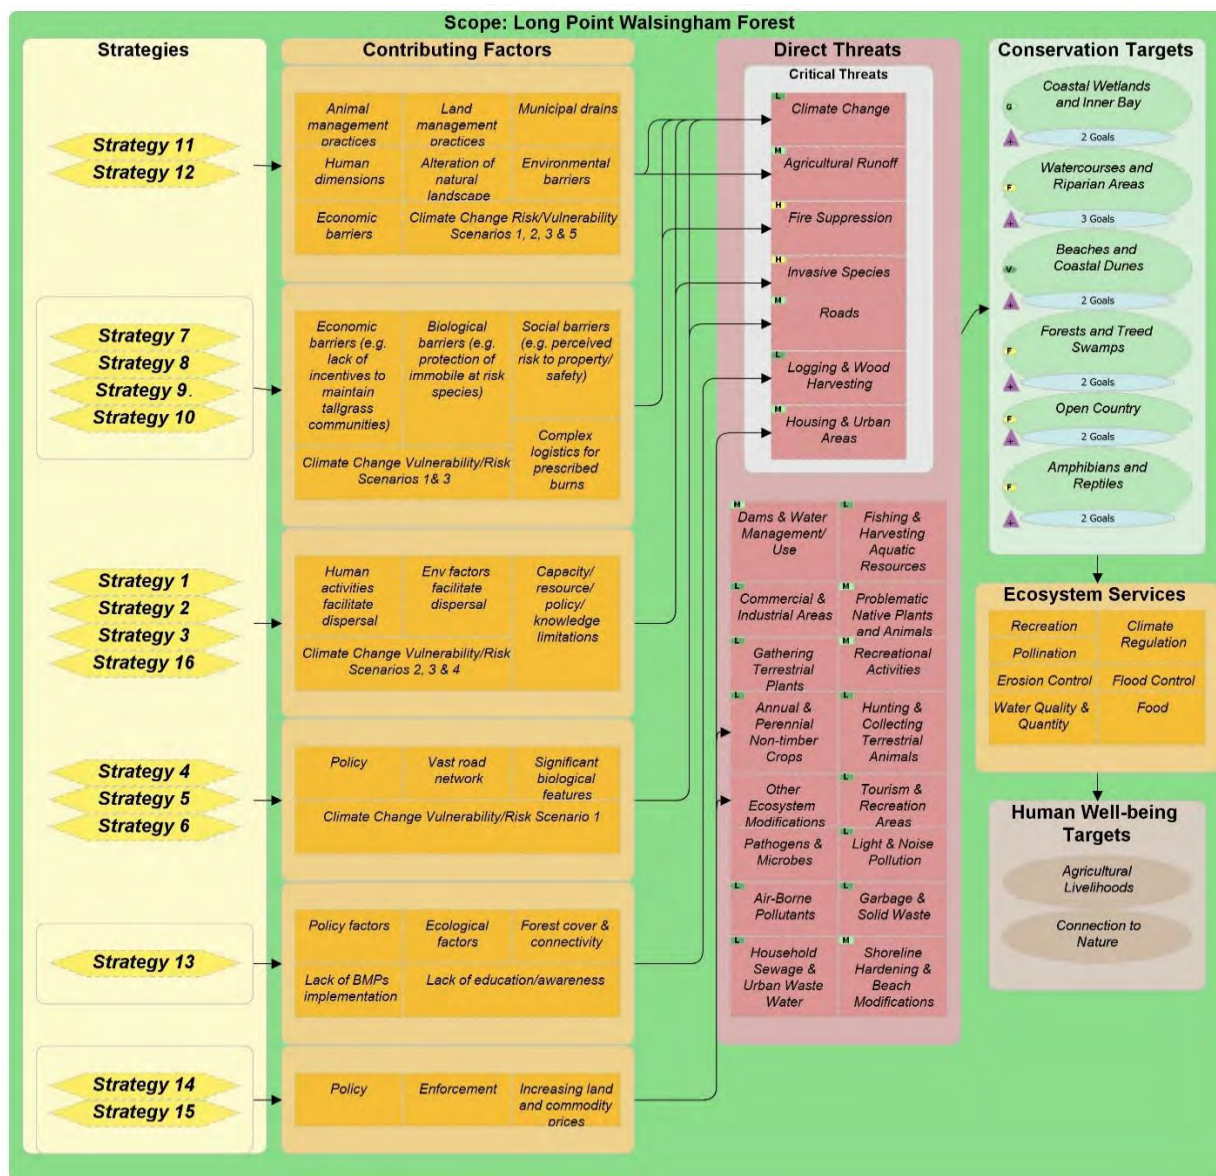 Scope: Long Point Walsingham Forest
Strategies
Strategy 11
Strategy 12
Strategy 7
Strategy 8
Strategy 9.
Strategy 10
Strategy 1
Strategy 2
Strategy 3
Strategy 16
Strategy 4
Strategy 5
Strategy 6
Strategy 13
Strategy 14
Strategy 15
Contributing Factors
Animal
management
practices
Land
management
practices
Municipal drains
Human
dimensions
Alteration of
natural
landscape
Environmental
barriers
Economic
barriers
Climate Change Risk/Vulnerability
Scenarios 1, 2, 3 & 5
Economic
barriers (e.g.
lack of
incentives to
maintain
tallgrass
communities)
Biological
barriers (e.g.
protection of
immobile at risk
species)
Social barriers
(e.g. perceived
risk to property/
safety)
Complex
logistics for
prescribed
burns
Climate Change Vulnerability/Risk
Scenarios 1& 3
Human
activities
facilitate
dispersal
Env factors
facilitate
dispersal
Capacity/
resource/
policy/
knowledge
limitations
Climate Change Vulnerability/Risk
Scenarios 2, 3 & 4
Policy
Vast road
network
Significant
biological
features
Climate Change Vulnerability/Risk Scenario 1
Policy factors
Ecological
factors
Forest cover &
connectivity
Lack of BMPs
implementation
Lack of education/awareness
Policy
Enforcement
Increasing land
and commodity
prices
Direct Threats
Critical Threats
L
Climate Change
M
Agricultural Runoff
H
Fire Suppression
H
Invasive Species
M
Roads
L
Logging & Wood
Harvesting
M
Housing & Urban
Areas
M
Dams & Water
Management/
Use
L
Fishing &
Harvesting
Aquatic
Resources
L
Commercial &
Industrial Areas
M
Problematic
Native Plants
and Animals
L
Gathering
Terrestrial
Plants
M
Recreational
Activities
L
Annual &
Perennial
Non-timber
Crops
L
Hunting &
Collecting
Terrestrial
Animals
Other
Ecosystem
Modifications
L
Tourism &
Recreation
Areas
Pathogens &
Microbes
L
Light & Noise
Pollution
L
Air-Borne
Pollutants
L
Garbage &
Solid Waste
L
Household
Sewage &
Urban Waste
Water
M
Shoreline
Hardening &
Beach
Modifications
Conservation Targets
Coastal Wetlands
and Inner Bay
G
2 Goals
Watercourses and
Riparian Areas
F
3 Goals
Beaches and
Coastal Dunes
V
2 Goals
Forests and Treed
Swamps
F
2 Goals
Open Country
F
2 Goals
Amphibians and
Reptiles
F
2 Goals
Ecosystem Services
Recreation
Climate
Regulation
Pollination
Erosion Control
Flood Control
Water Quality &
Quantity
Food
Human Well-being
Targets
Agricultural
Livelihoods
Connection to
Nature